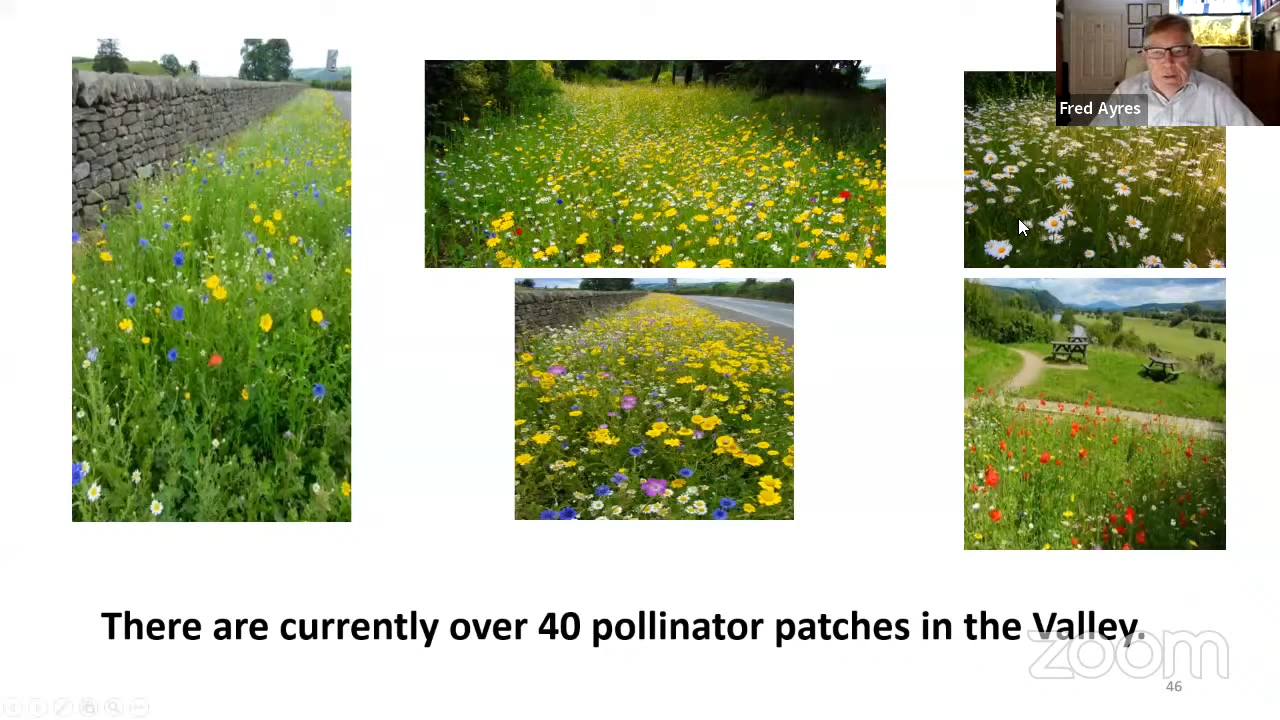 Fred Ayres
There are currently over 40 pollinator patches in the Valley.
zoom
46